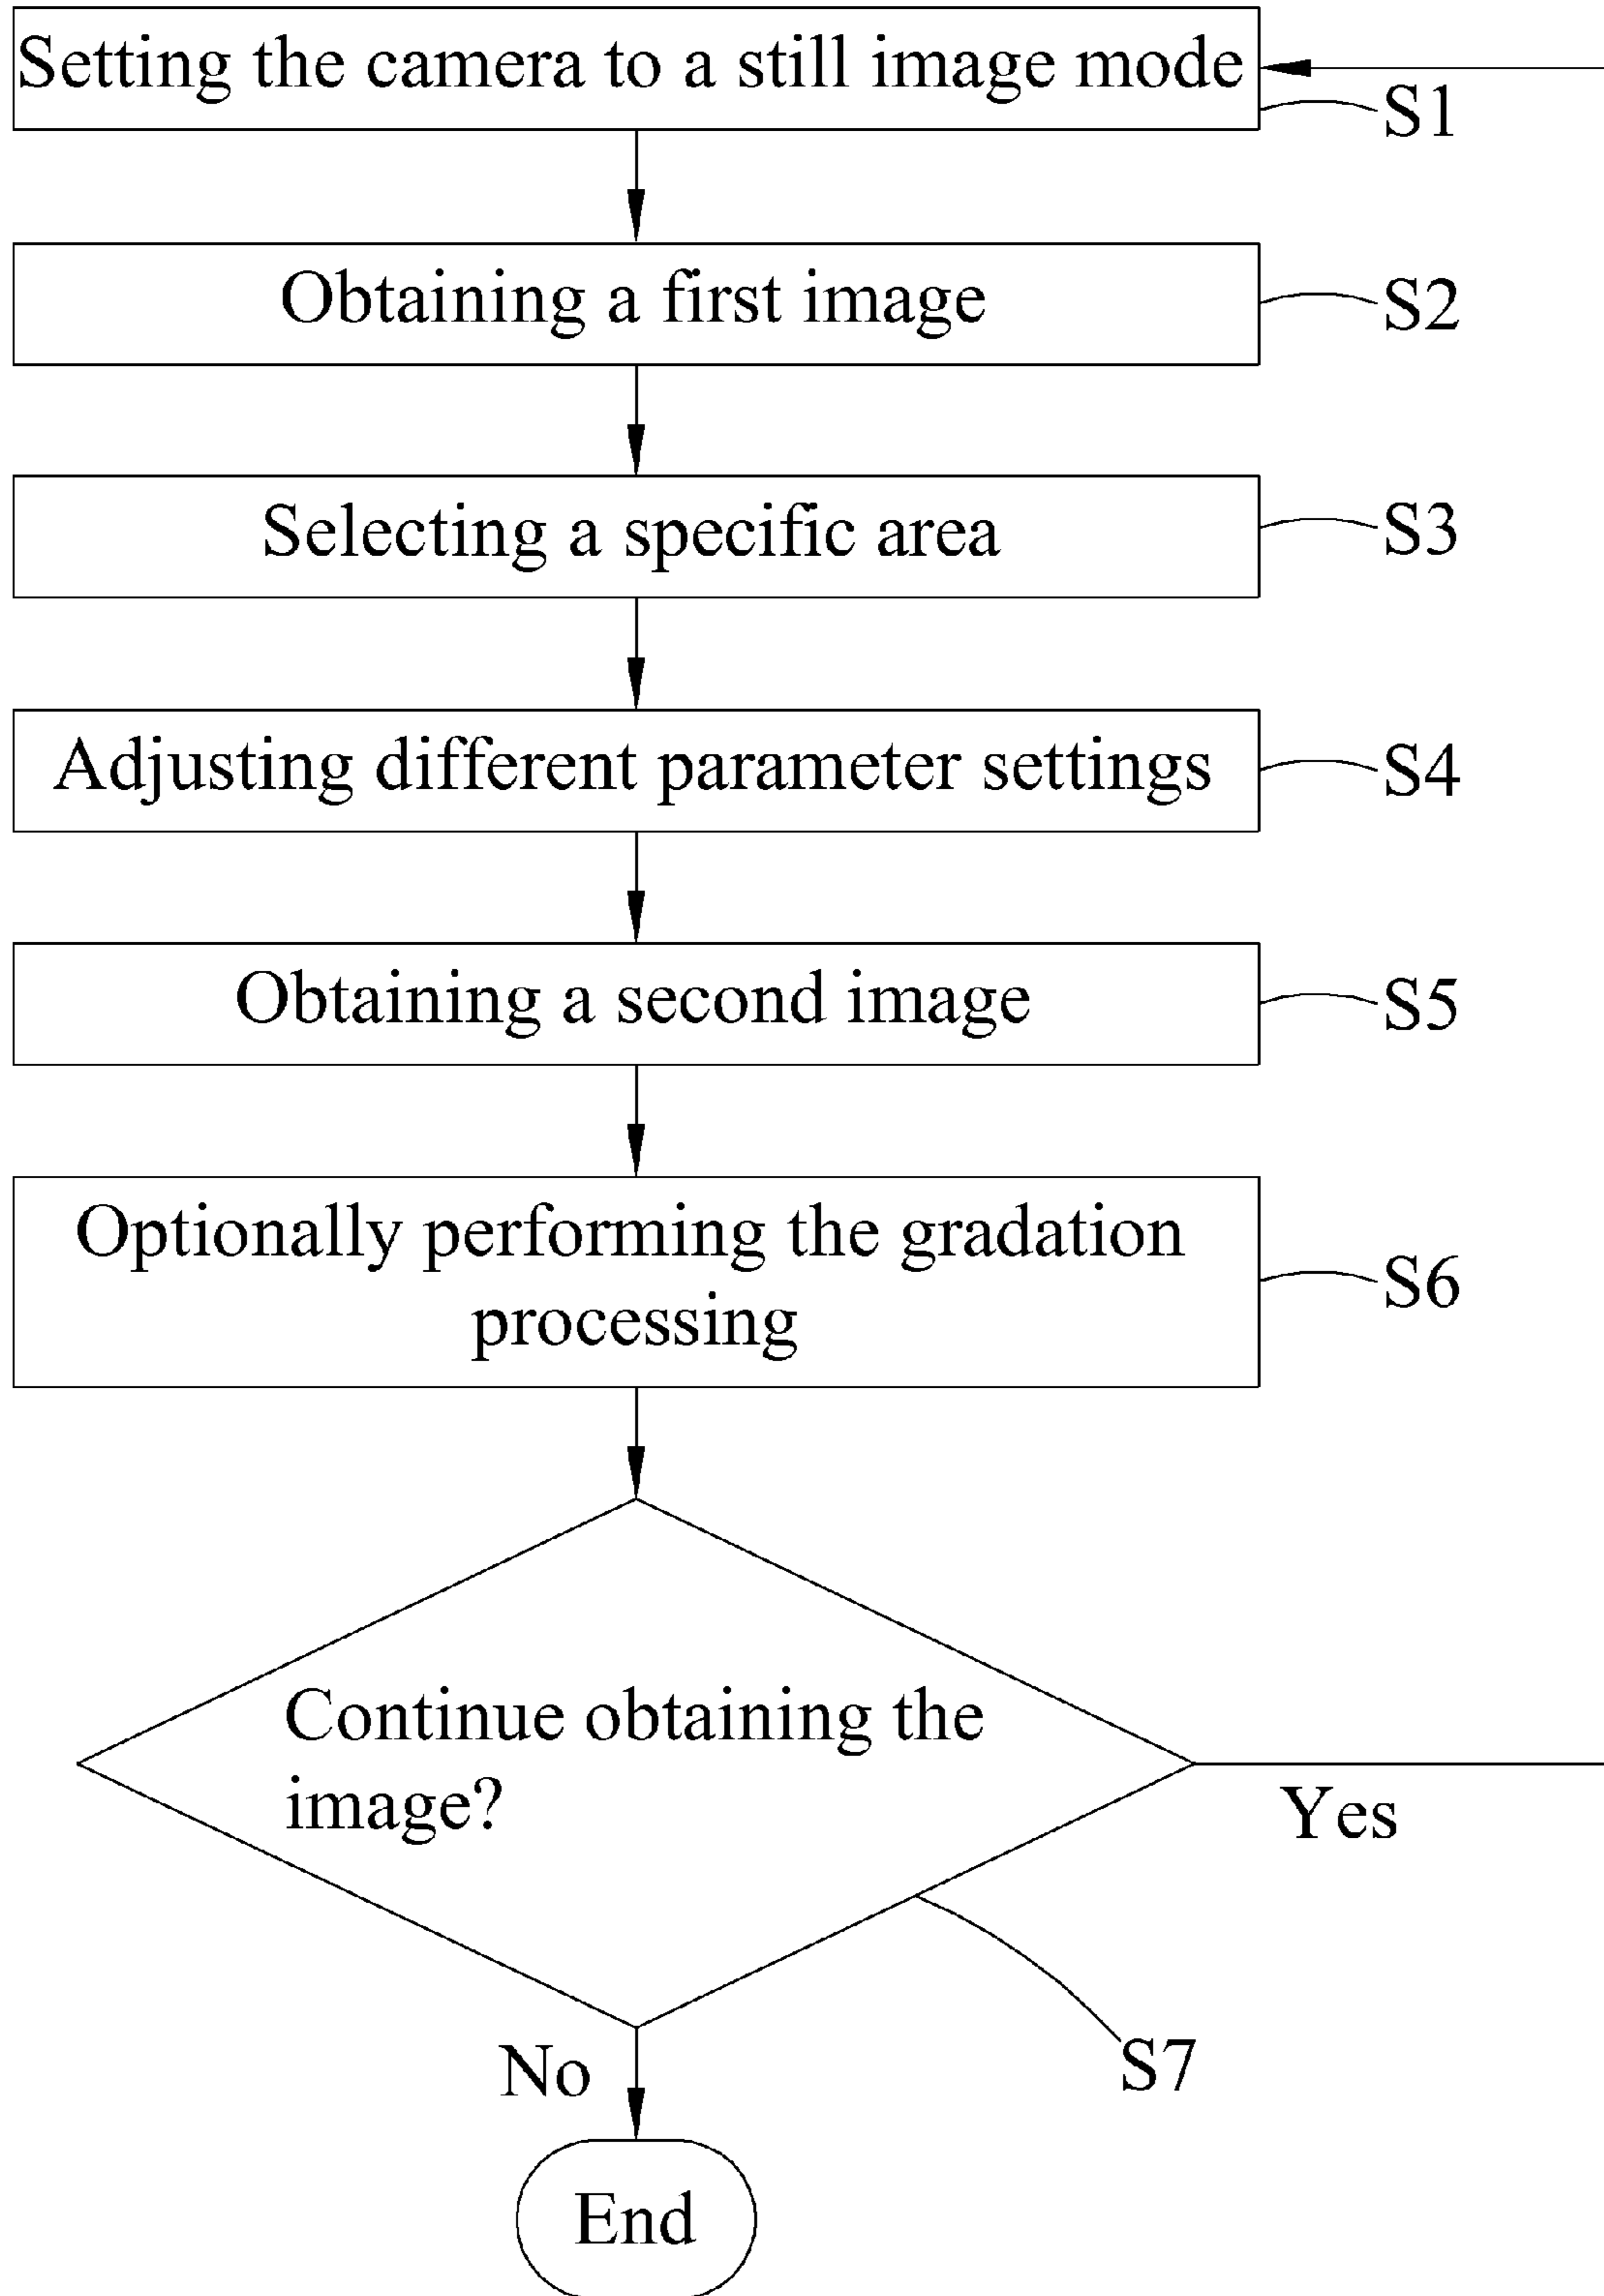 Setting the camera to a still image mode
S1
Obtaining a first image
S2
Selecting a specific area
S3
Adjusting different parameter settings
S4
Obtaining a second image
S5
Optionally performing the gradation
processing
S6
Continue obtaining the
image?
Yes
No
S7
End